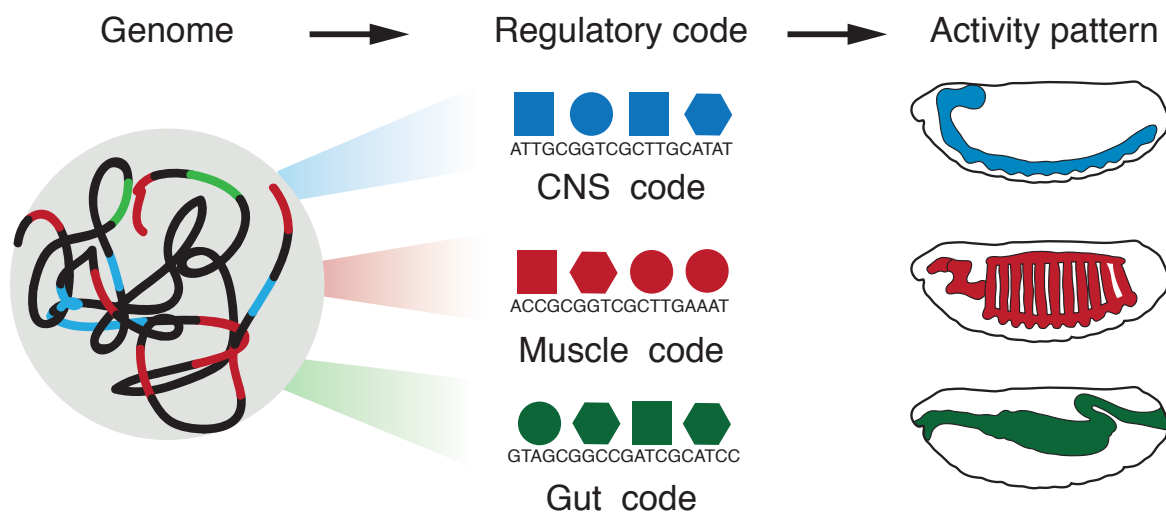 Genome
Regulatory code
Activity pattern
ATTGCGGTCGCTTGCATAT
CNS code
ACCGCGGTCGCTTGAAAT
Muscle code
GTAGCGGCCGATCGCATCC
Gut code